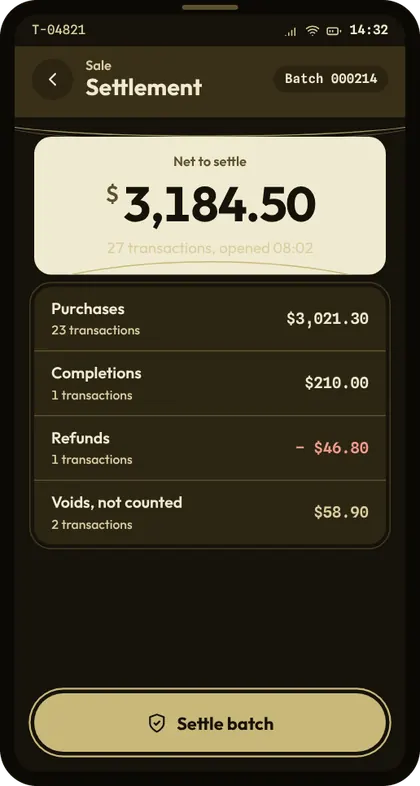 T-04821
14:32
Sale
Settlement
Batch 000214
Net to settle
$3,184.50
27 transactions, opened 08:02
Purchases
23 transactions
$3,021.30
Completions
1 transactions
$210.00
Refunds
1 transactions
– $46.80
Voids, not counted
2 transactions
$58.90
Settle batch